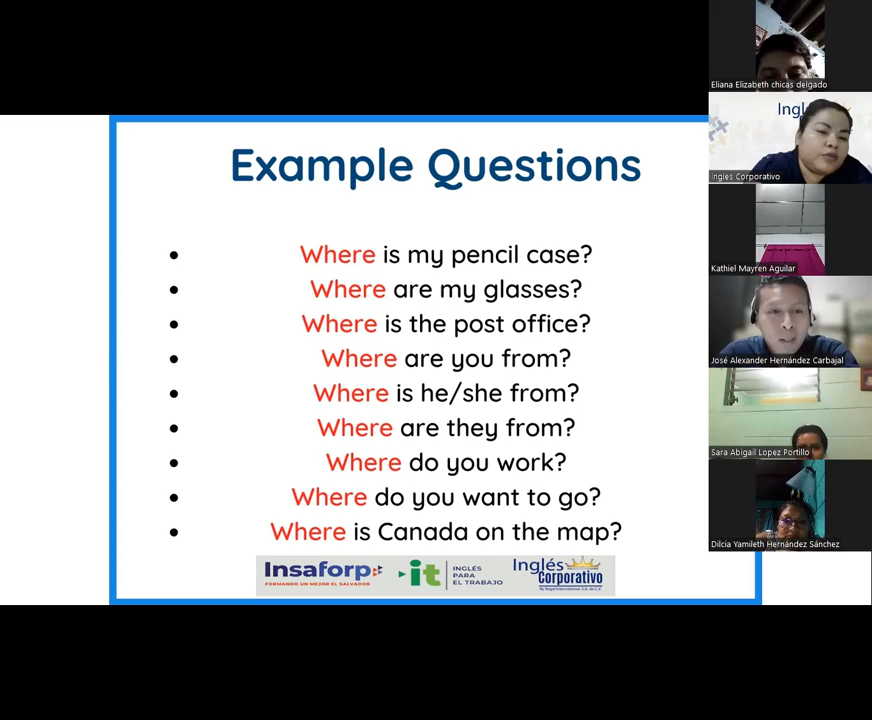 Example Questions
Where is my pencil case?
Where are my glasses?
Where is the post office?
Where are you from?
Where is he/she from?
Where are they from?
Where do you work?
Where do you want to go?
Where is Canada on the map?
Insaforp
FORMANDO UN MEJOR EL SALVADOR
it
INGLÉS
PARA
EL TRABAJO
Inglés
Corporativo
By Regal International, S.A. de C.V.
Eliana Elizabeth chicas delgado
Ingl
Ingles Corporativo
Kathiel Mayren Aguilar
José Alexander Hernández Carbajal
Sara Abigail Lopez Portillo
Dilcia Yamileth Hernández Sánchez